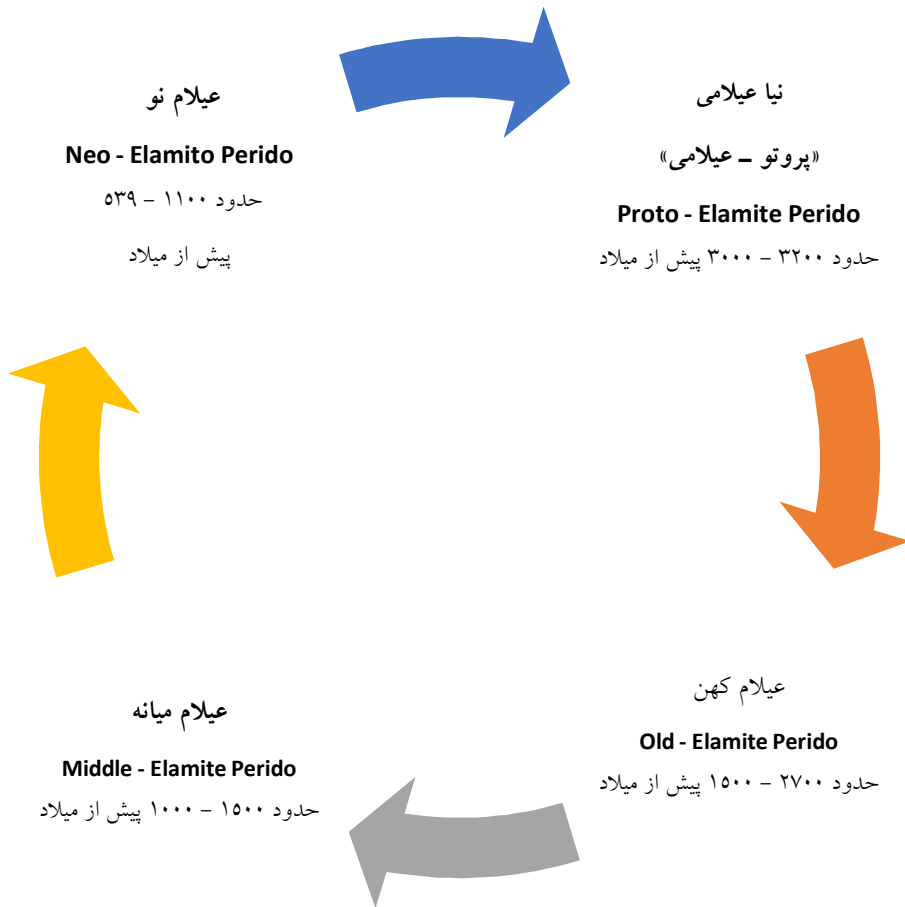 نیا عیلامی
«پروتو – عیلامی»
Proto - Elamite Perido
حدود ۳۲۰۰ – ۳۰۰۰ پیش از میلاد
عیلام کهن
Old - Elamite Perido
حدود ۲۷۰۰ – ۱۵۰۰ پیش از میلاد
عیلام میانه
Middle - Elamite Perido
حدود ۱۵۰۰ – ۱۰۰۰ پیش از میلاد
عیلام نو
Neo - Elamito Perido
حدود ۱۱۰۰ – ۵۳۹
پیش از میلاد